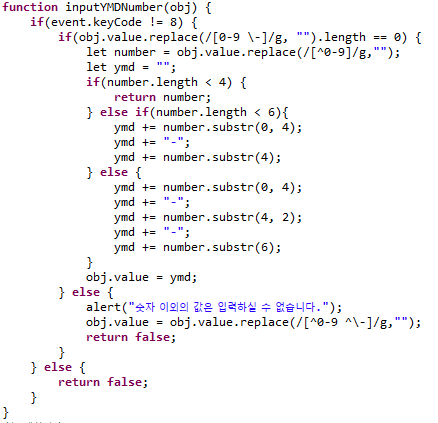 function inputYMDNumber(obj) {
    if(event.keyCode != 8) {
        if(obj.value.replace(/[0-9 \-]/g, "").length == 0) {
            let number = obj.value.replace(/[^0-9]/g,"");
            let ymd = "";
            if(number.length < 4) {
                return number;
            } else if(number.length < 6){
                ymd += number.substr(0, 4);
                ymd += "-";
                ymd += number.substr(4);
            } else {
                ymd += number.substr(0, 4);
                ymd += "-";
                ymd += number.substr(4, 2);
                ymd += "-";
                ymd += number.substr(6);
            }
            obj.value = ymd;
        } else {
            alert("숫자 이외의 값은 입력하실 수 없습니다.");
            obj.value = obj.value.replace(/[^0-9 ^\-]/g,"");
            return false;
        }
    } else {
        return false;
    }
}